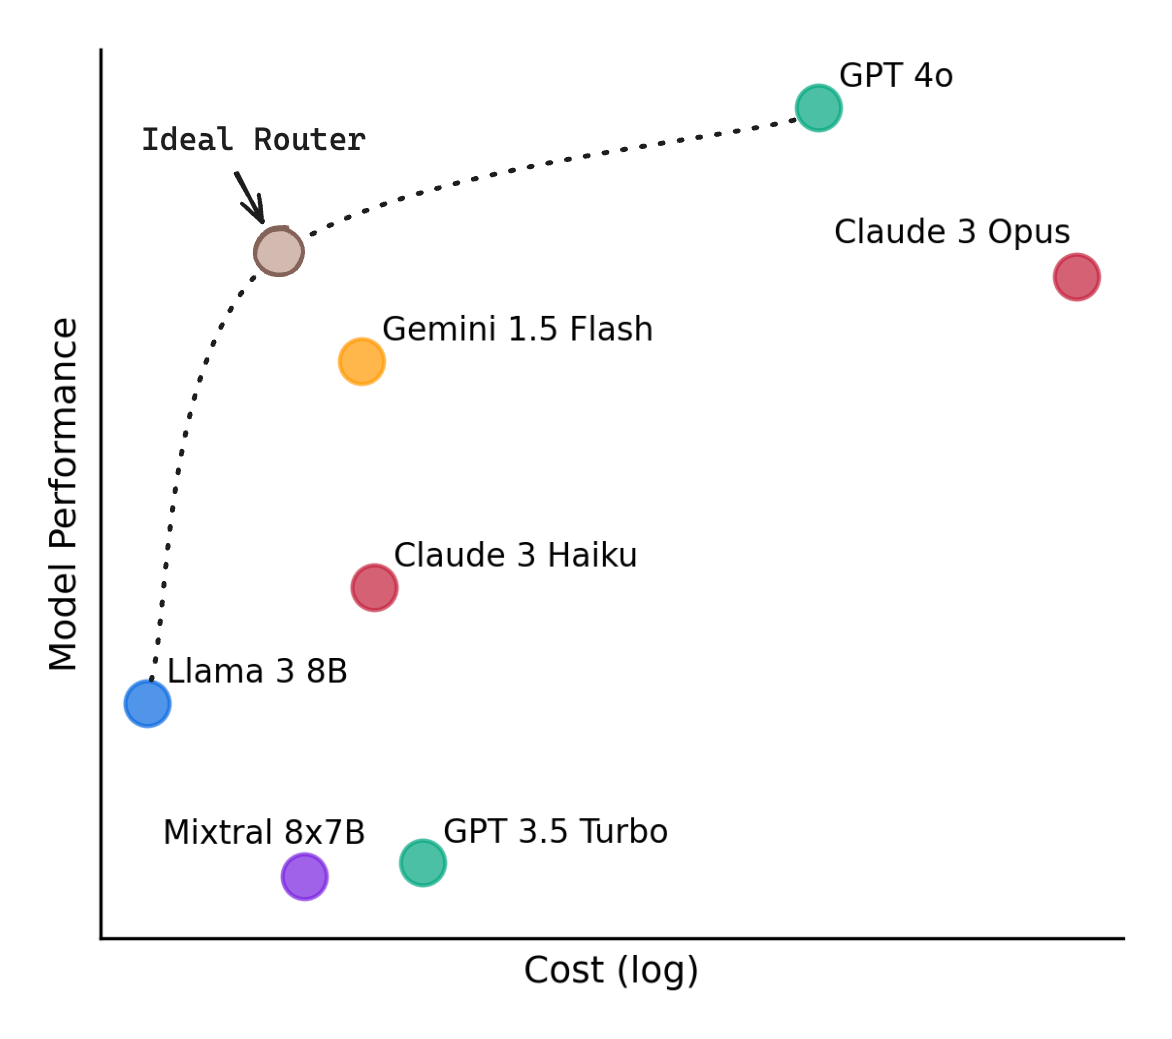 GPT 4o
Ideal Router
Claude 3 Opus
Gemini 1.5 Flash
Claude 3 Haiku
Llama 3 8B
Mixtral 8x7B
GPT 3.5 Turbo
Model Performance
Cost (log)